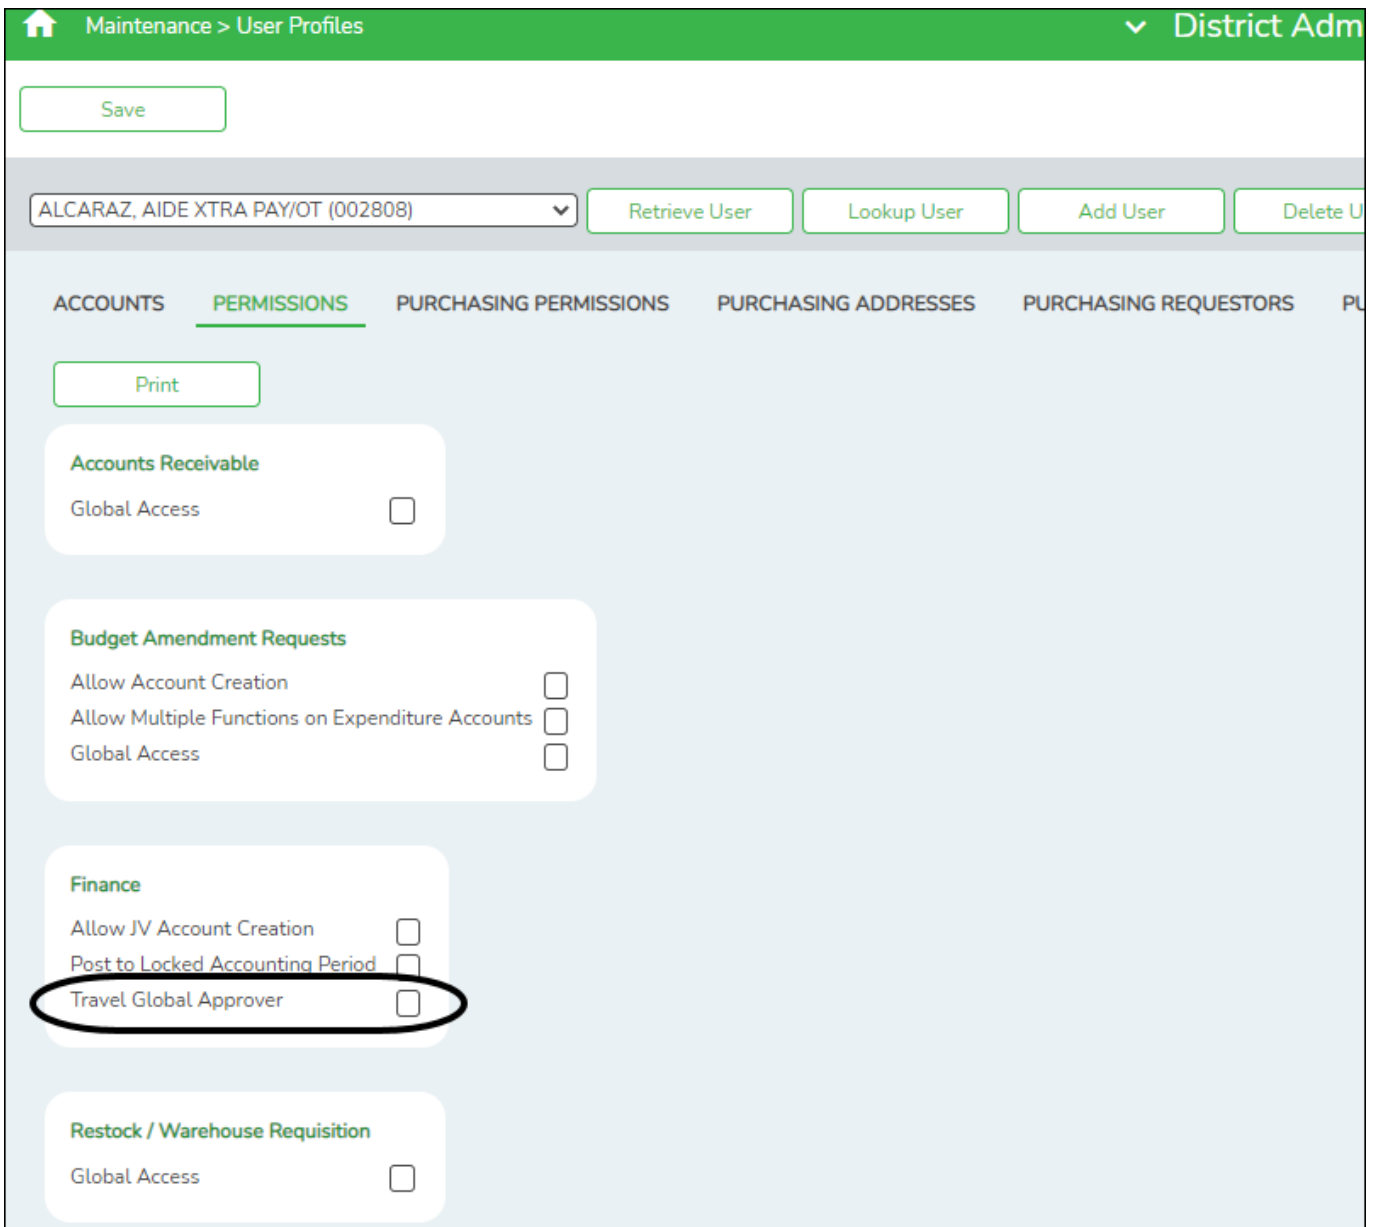 Maintenance > User Profiles
District Adm
Save
ALCARAZ, AIDE XTRA PAY/OT (002808)
Retrieve User
Lookup User
Add User
Delete U
ACCOUNTS
PERMISSIONS
PURCHASING PERMISSIONS
PURCHASING ADDRESSES
PURCHASING REQUESTORS
PU
Print
Accounts Receivable
Global Access
Budget Amendment Requests
Allow Account Creation
Allow Multiple Functions on Expenditure Accounts
Global Access
Finance
Allow JV Account Creation
Post to Locked Accounting Period
Travel Global Approver
Restock / Warehouse Requisition
Global Access